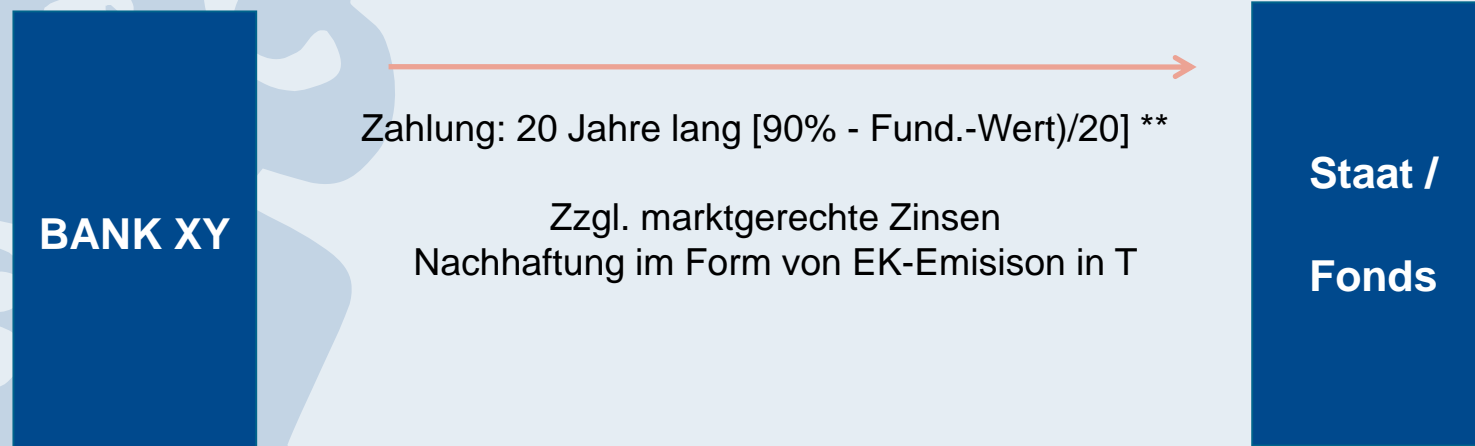 BANK XY
Zahlung: 20 Jahre lang [90% - Fund.-Wert)/20] **
Zzgl. marktgerechte Zinsen
Nachhaftung im Form von EK-Emisison in T
Staat /
Fonds